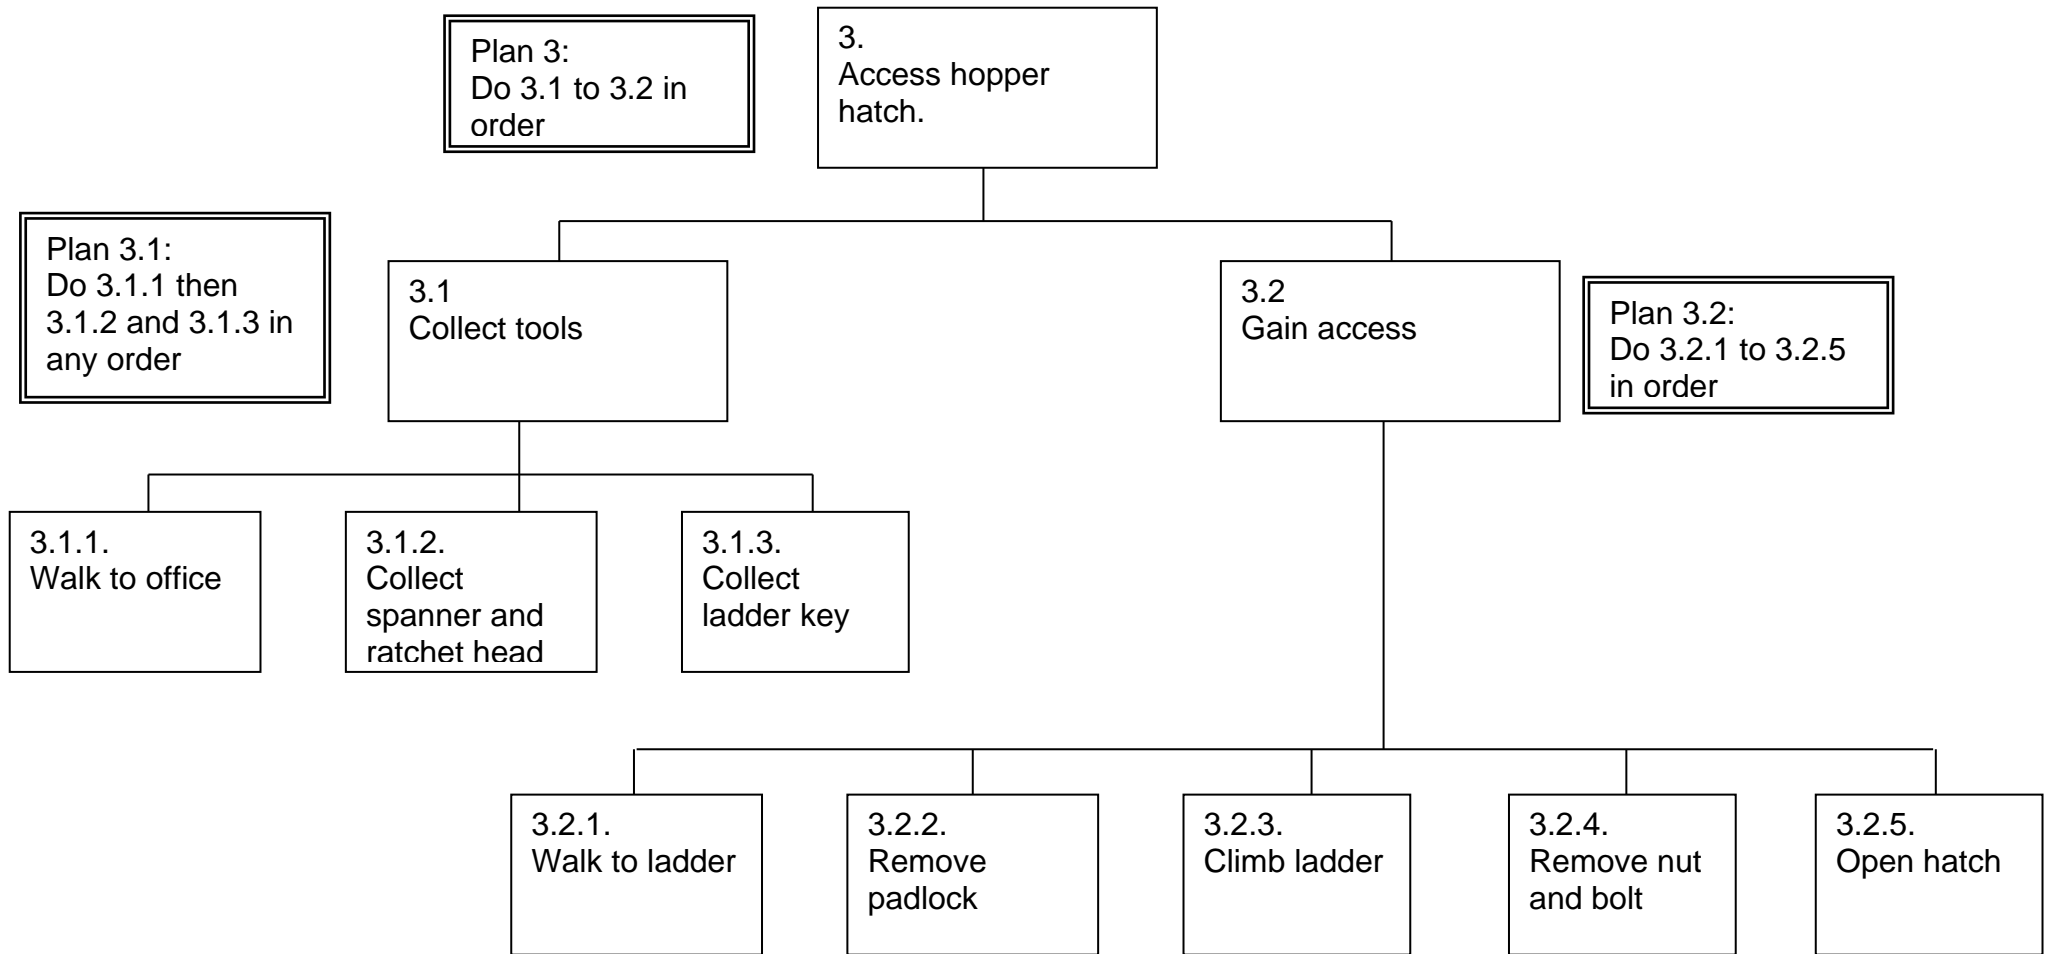 Plan 3:
Do 3.1 to 3.2 in
order
3.
Access hopper
hatch.
Plan 3.1:
Do 3.1.1 then
3.1.2 and 3.1.3 in
any order
3.1
Collect tools
3.2
Gain access
Plan 3.2:
Do 3.2.1 to 3.2.5
in order
3.1.1.
Walk to office
3.1.2.
Collect
spanner and
ratchet head
3.1.3.
Collect
ladder key
3.2.1.
Walk to ladder
3.2.2.
Remove
padlock
3.2.3.
Climb ladder
3.2.4.
Remove nut
and bolt
3.2.5.
Open hatch